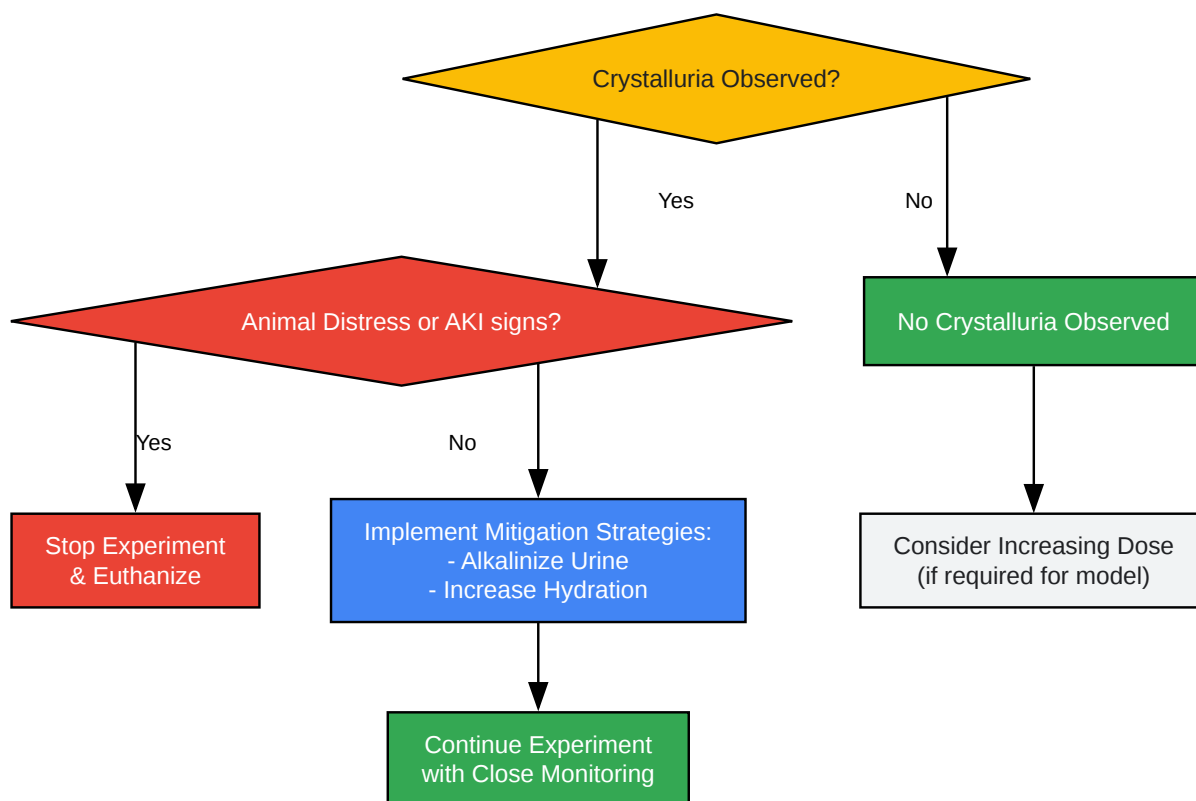 Crystalluria Observed?
Yes
No
Animal Distress or AKI signs?
No Crystalluria Observed
Yes
No
Stop Experiment
& Euthanize
Implement Mitigation Strategies:
- Alkalinize Urine
- Increase Hydration
Consider Increasing Dose
(if required for model)
Continue Experiment
with Close Monitoring